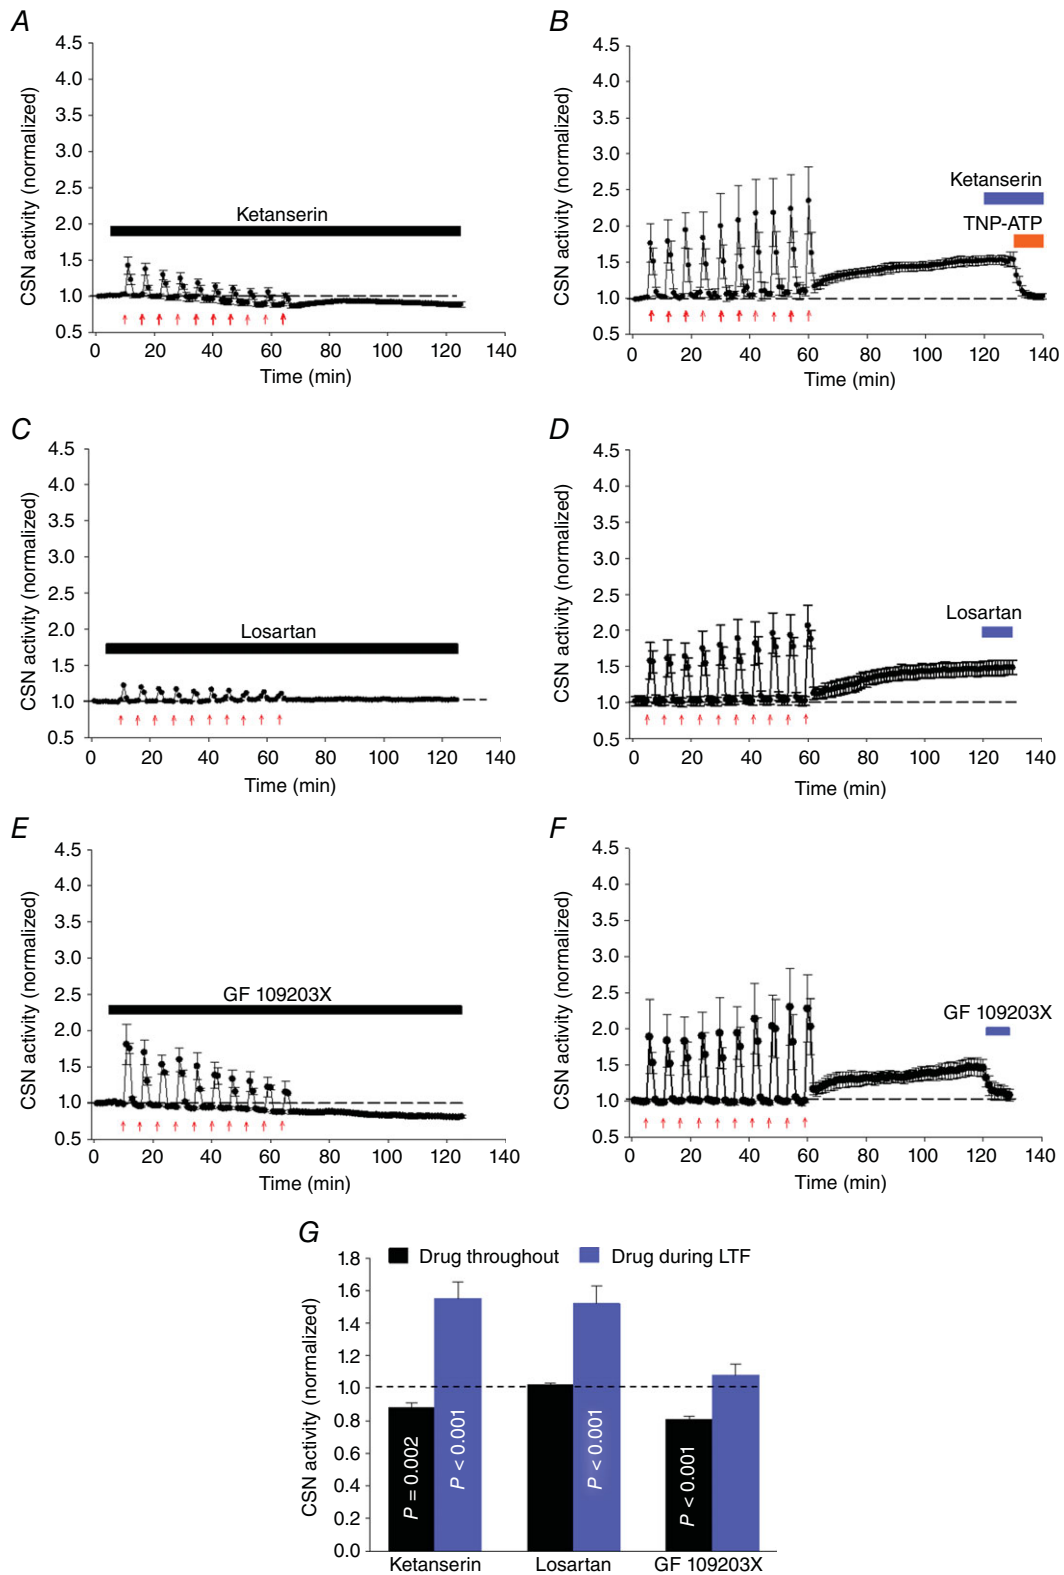 A
4.5
4.0
3.5
3.0
2.5
2.0
1.5
1.0
0.5
CSN activity (normalized)
Ketanserin
0 20 40 60 80 100 120 140
Time (min)
B
4.5
4.0
3.5
3.0
2.5
2.0
1.5
1.0
0.5
CSN activity (normalized)
Ketanserin
TNP-ATP
0 20 40 60 80 100 120 140
Time (min)
C
4.5
4.0
3.5
3.0
2.5
2.0
1.5
1.0
0.5
CSN activity (normalized)
Losartan
0 20 40 60 80 100 120 140
Time (min)
D
4.5
4.0
3.5
3.0
2.5
2.0
1.5
1.0
0.5
CSN activity (normalized)
Losartan
0 20 40 60 80 100 120 140
Time (min)
E
4.5
4.0
3.5
3.0
2.5
2.0
1.5
1.0
0.5
CSN activity (normalized)
GF 109203X
0 20 40 60 80 100 120 140
Time (min)
F
4.5
4.0
3.5
3.0
2.5
2.0
1.5
1.0
0.5
CSN activity (normalized)
GF 109203X
0 20 40 60 80 100 120 140
Time (min)
G
Drug throughout Drug during LTF
1.8
1.6
1.4
1.2
1.0
0.8
0.6
0.4
0.2
0.0
CSN activity (normalized)
P = 0.002
P < 0.001
P < 0.001
P < 0.001
Ketanserin Losartan GF 109203X